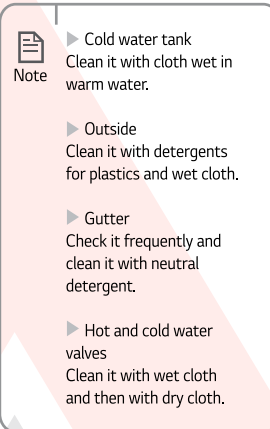 Note
▶ Cold water tank
Clean it with cloth wet in
warm water.
▶ Outside
Clean it with detergents
for plastics and wet cloth.
▶ Gutter
Check it frequently and
clean it with neutral
detergent.
▶ Hot and cold water
valves
Clean it with wet cloth
and then with dry cloth.